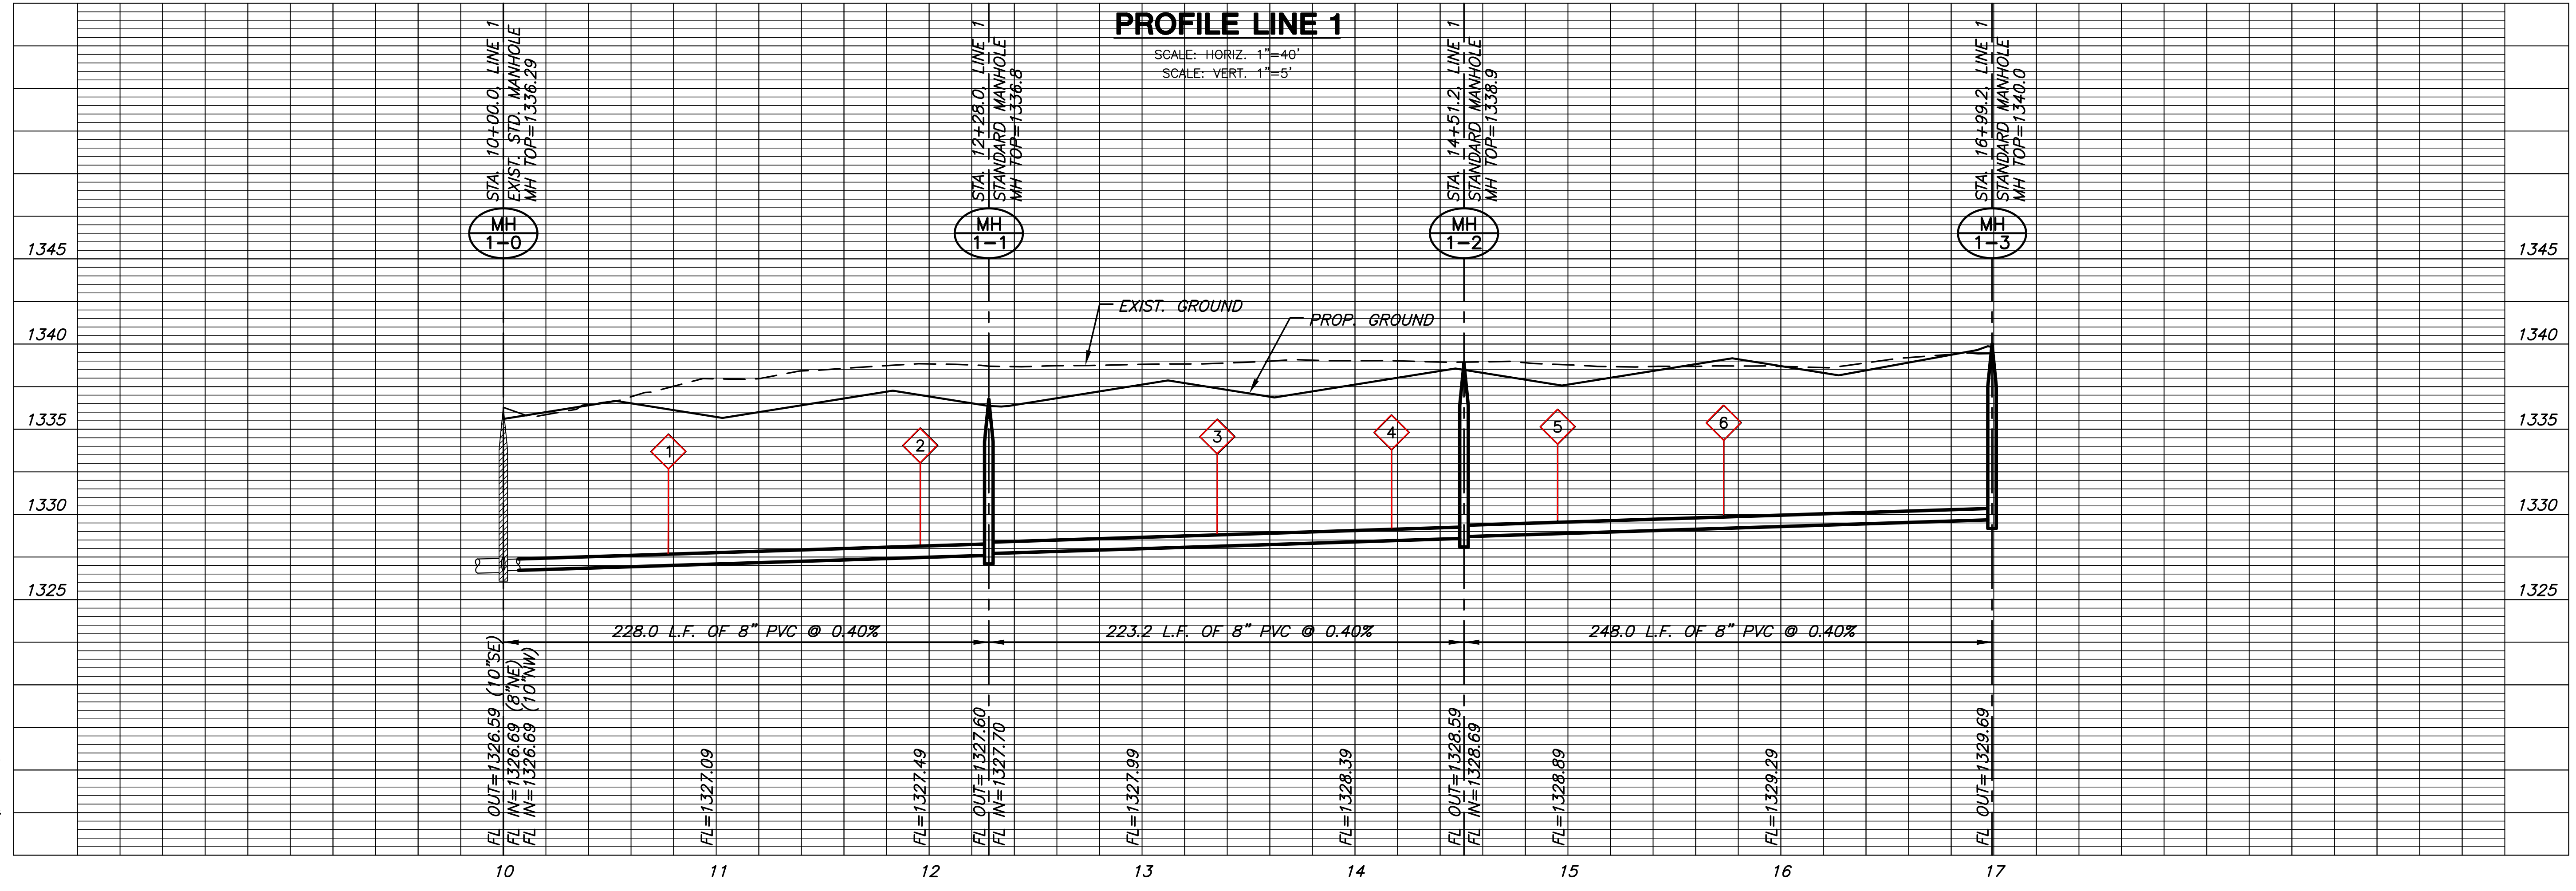 PROFILE LINE 1
SCALE: HORIZ. 1"=40'
SCALE: VERT. 1"=5'
STA. 10+00.0, LINE 1
EXIST. STD. MANHOLE
MH TOP=1336.29
STA. 12+28.0, LINE 1
STANDARD MANHOLE
MH TOP=1336.8
STA. 14+51.2, LINE 1
STANDARD MANHOLE
MH TOP=1338.9
STA. 16+99.2, LINE 1
STANDARD MANHOLE
MH TOP=1340.0
MH
1-0
MH
1-1
MH
1-2
MH
1-3
1345
1345
EXIST. GROUND
PROP. GROUND
1340
1340
1335
1335
1
2
3
4
5
6
1330
1330
1325
1325
228.0 L.F. OF 8" PVC @ 0.40%
223.2 L.F. OF 8" PVC @ 0.40%
248.0 L.F. OF 8" PVC @ 0.40%
FL OUT=1326.59 (10"SE)
FL IN=1326.69 (8"NE)
FL IN=1326.69 (10"NW)
FL=1327.09
FL=1327.49
FL OUT=1327.60
FL IN=1327.70
FL=1327.99
FL=1328.39
FL OUT=1328.59
FL IN=1328.69
FL=1328.89
FL=1329.29
FL OUT=1329.69
10
11
12
13
14
15
16
17